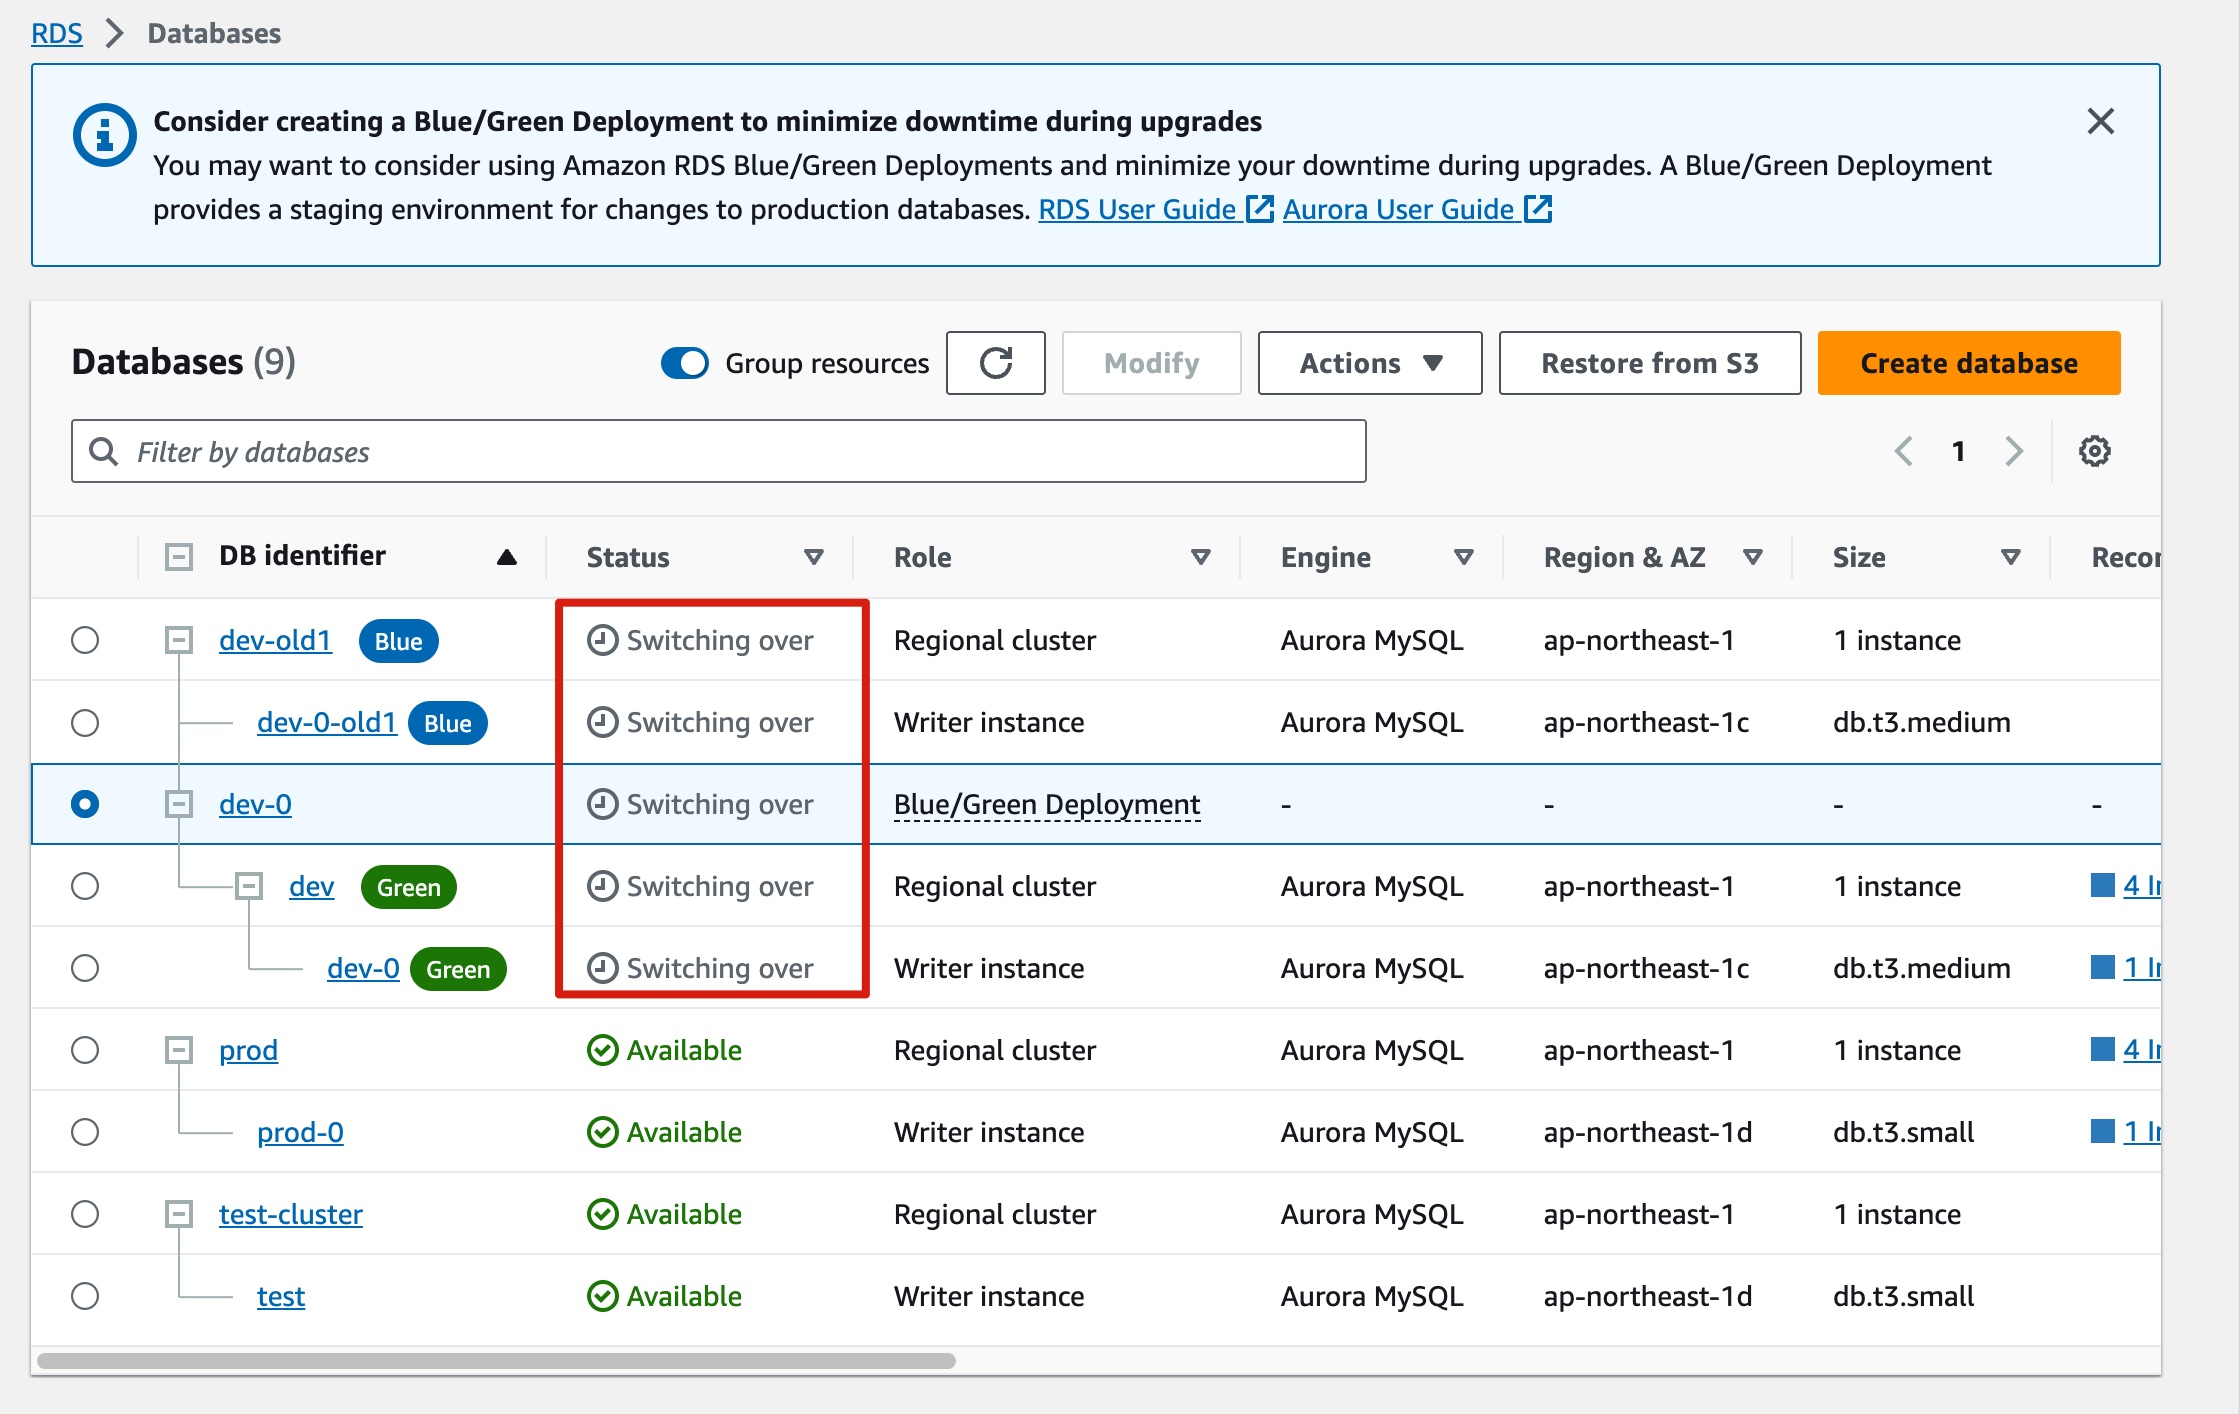 RDS > Databases
Consider creating a Blue/Green Deployment to minimize downtime during upgrades
You may want to consider using Amazon RDS Blue/Green Deployments and minimize your downtime during upgrades. A Blue/Green Deployment
provides a staging environment for changes to production databases. RDS User Guide Aurora User Guide
Databases (9) Group resources Modify Actions Restore from S3 Create database
Filter by databases 1
DB identifier Status Role Engine Region & AZ Size
dev-old1 Blue Switching over Regional cluster Aurora MySQL ap-northeast-1 1 instance
dev-0-old1 Blue Switching over Writer instance Aurora MySQL ap-northeast-1c db.t3.medium
dev-0 Switching over Blue/Green Deployment - - - -
dev Green Switching over Regional cluster Aurora MySQL ap-northeast-1 1 instance 4
dev-0 Green Switching over Writer instance Aurora MySQL ap-northeast-1c db.t3.medium 1
prod Available Regional cluster Aurora MySQL ap-northeast-1 1 instance 4
prod-0 Available Writer instance Aurora MySQL ap-northeast-1d db.t3.small 1
test-cluster Available Regional cluster Aurora MySQL ap-northeast-1 1 instance
test Available Writer instance Aurora MySQL ap-northeast-1d db.t3.small